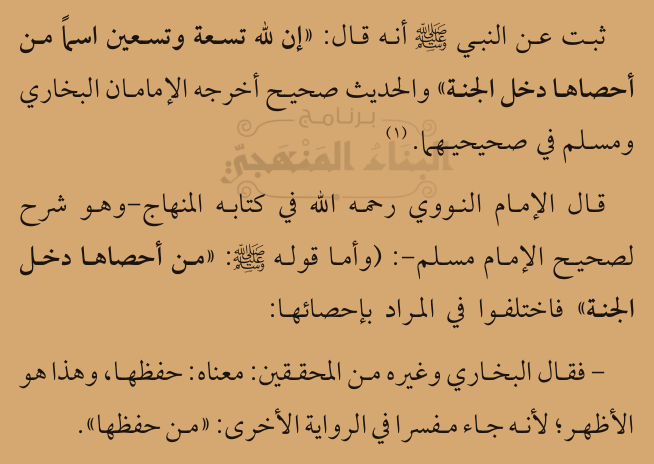 ثبت عن النبي ﷺ أنه قال: «إن لله تسعة وتسعين اسماً من
أحصاها دخل الجنة» والحديث صحيح أخرجه الإمامان البخاري
برنامج
ومسلم في صحيحيهما.(١)
البناء المنهجي
قال الإمام النووي رحمه الله في كتابه المنهاج-وهو شرح
لصحيح الإمام مسلم-: (وأما قوله ﷺ: «من أحصاها دخل
الجنة» فاختلفوا في المراد بإحصائها:
- فقال البخاري وغيره من المحققين: معناه: حفظها، وهذا هو
الأظهر؛ لأنه جاء مفسرا في الرواية الأخرى: «من حفظها».